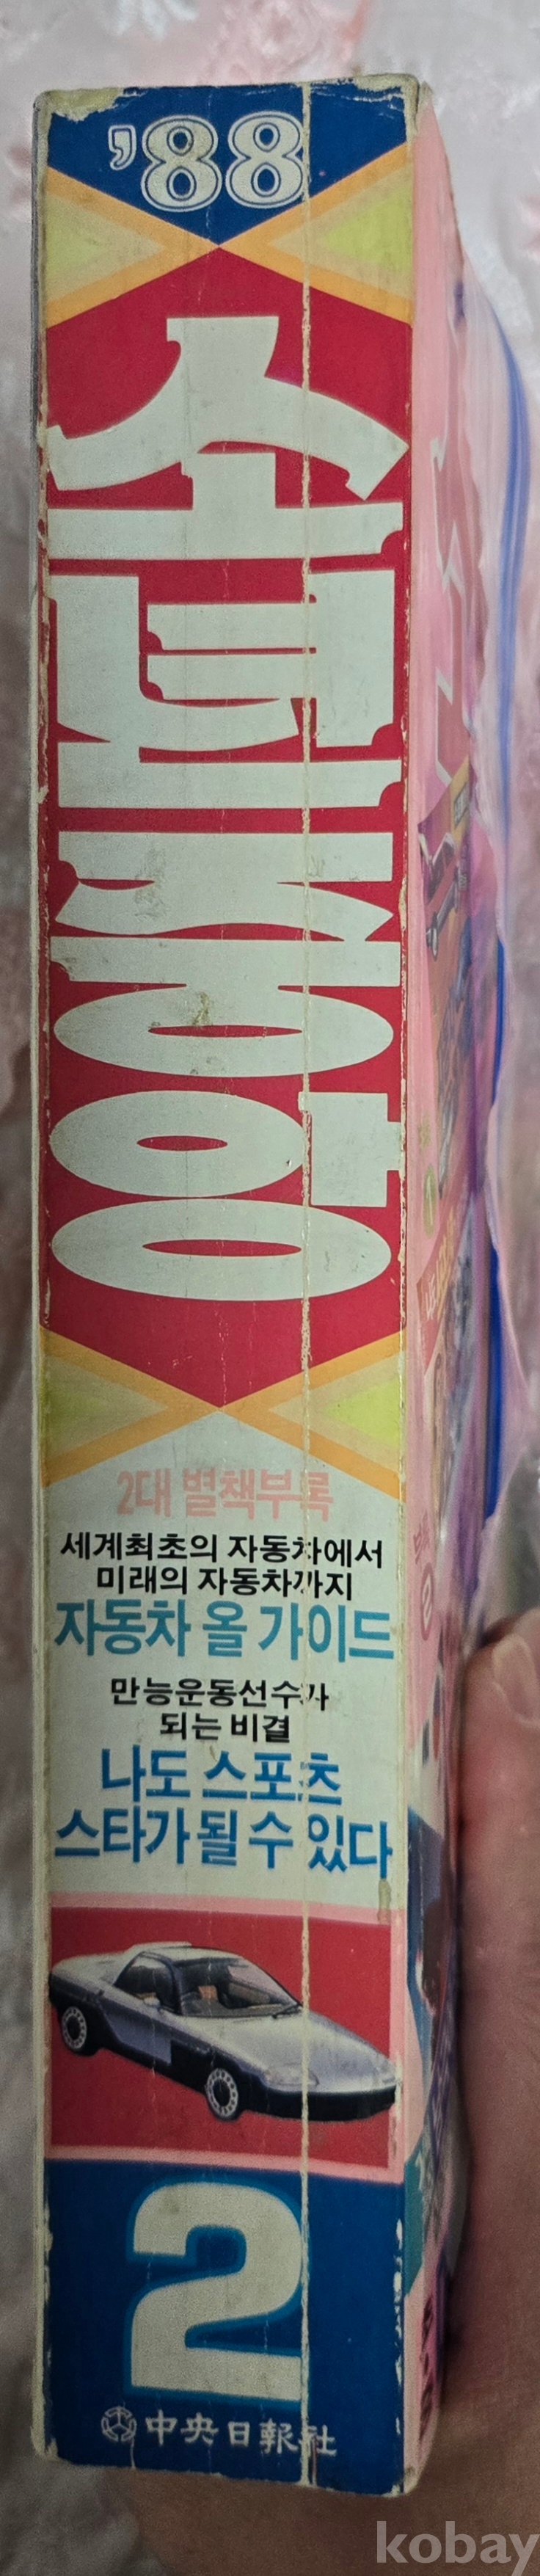 '88
소년중앙
2대 별책부록
세계최초의 자동차에서
미래의 자동차까지
자동차 올 가이드
만능운동선수가
되는 비결
나도 스포츠
스타가 될 수 있다
2
中央日報社
kobay